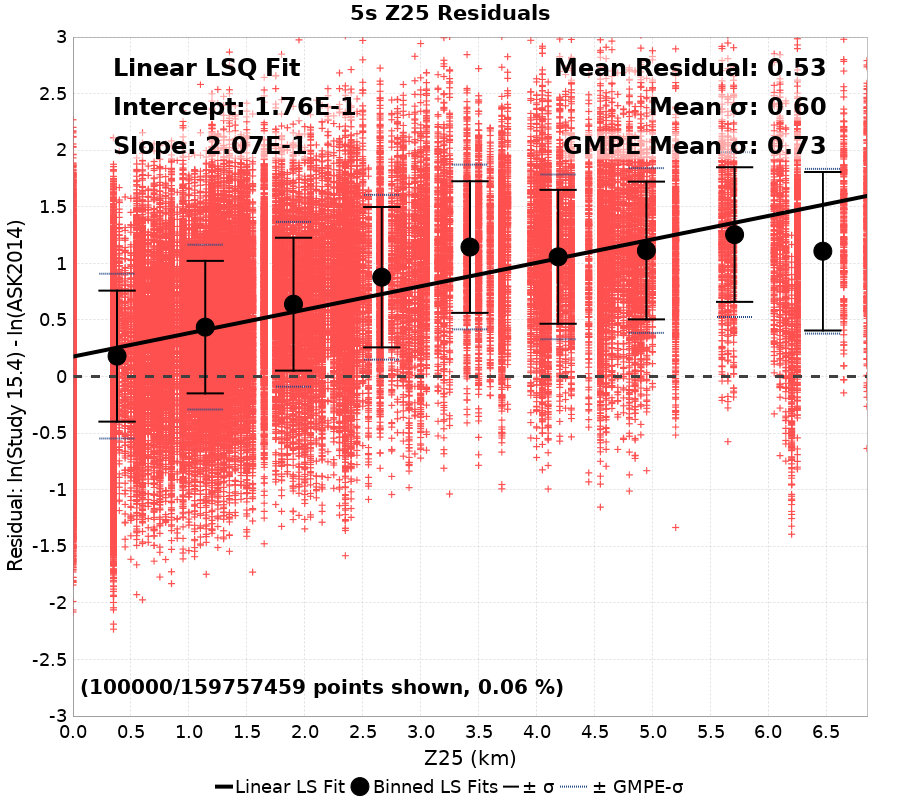 5s Z25 Residuals
Linear LSQ Fit
Intercept: 1.76E-1
Slope: 2.07E-1
Mean Residual: 0.53
Mean σ: 0.60
GMPE Mean σ: 0.73
Residual: ln(Study 15.4) - ln(ASK2014)
3
2.5
2
1.5
1
0.5
0
-0.5
-1
-1.5
-2
-2.5
-3
(100000/159757459 points shown, 0.06 %)
0.0 0.5 1.0 1.5 2.0 2.5 3.0 3.5 4.0 4.5 5.0 5.5 6.0 6.5
Z25 (km)
Linear LS Fit Binned LS Fits ± σ ± GMPE-σ